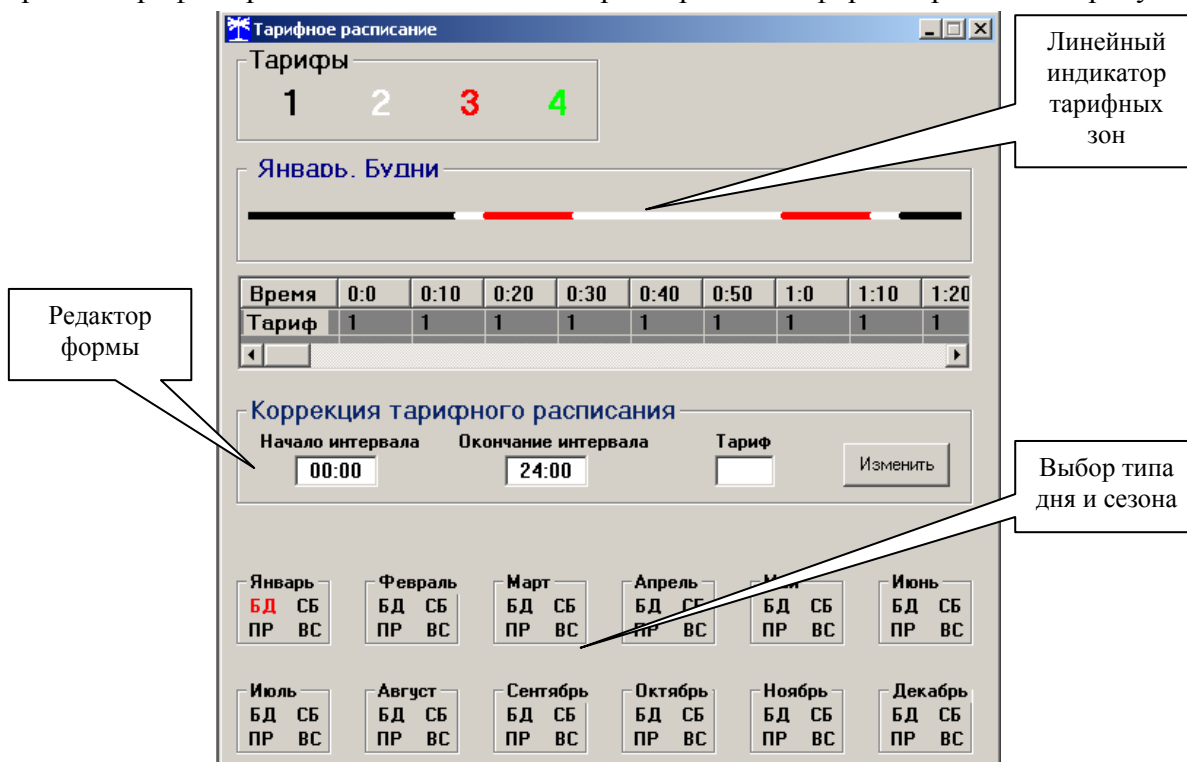 Тарифное расписание
Линейный
индикатор
тарифных
зон
Тарифы
1 2 3 4
Январь. Будни
Время 0:0 0:10 0:20 0:30 0:40 0:50 1:0 1:10 1:20
Тариф 1 1 1 1 1 1 1 1 1
Редактор
формы
Коррекция тарифного расписания
Начало интервала Окончание интервала Тариф
00:00 24:00 Изменить
Выбор типа
дня и сезона
Январь Февраль Март Апрель Июнь
БД СБ БД СБ БД СБ БД СБ БД СБ БД СБ
ПР ВС ПР ВС ПР ВС ПР ВС ПР ВС ПР ВС
Июль Август Сентябрь Октябрь Ноябрь Декабрь
БД СБ БД СБ БД СБ БД СБ БД СБ БД СБ
ПР ВС ПР ВС ПР ВС ПР ВС ПР ВС ПР ВС